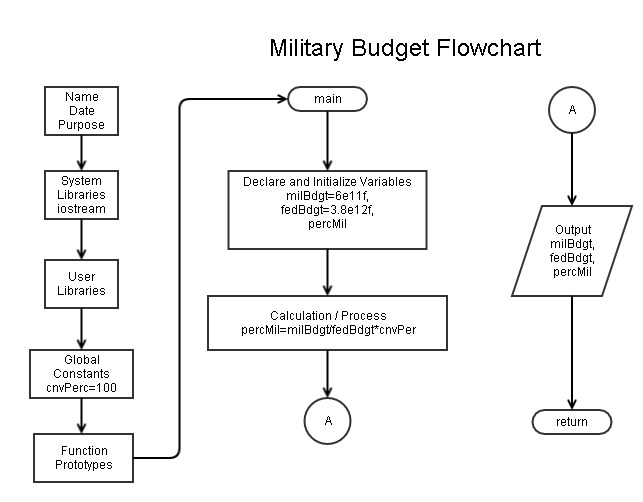 Military Budget Flowchart
Name
Date
Purpose
System
Libraries
iostream
User
Libraries
Global
Constants
cnvPerc=100
Function
Prototypes
main
Declare and Initialize Variables
milBdgt=6e11f,
fedBdgt=3.8e12f,
percMil
Calculation / Process
percMil=milBdgt/fedBdgt*cnvPer
A
A
Output
milBdgt,
fedBdgt,
percMil
return